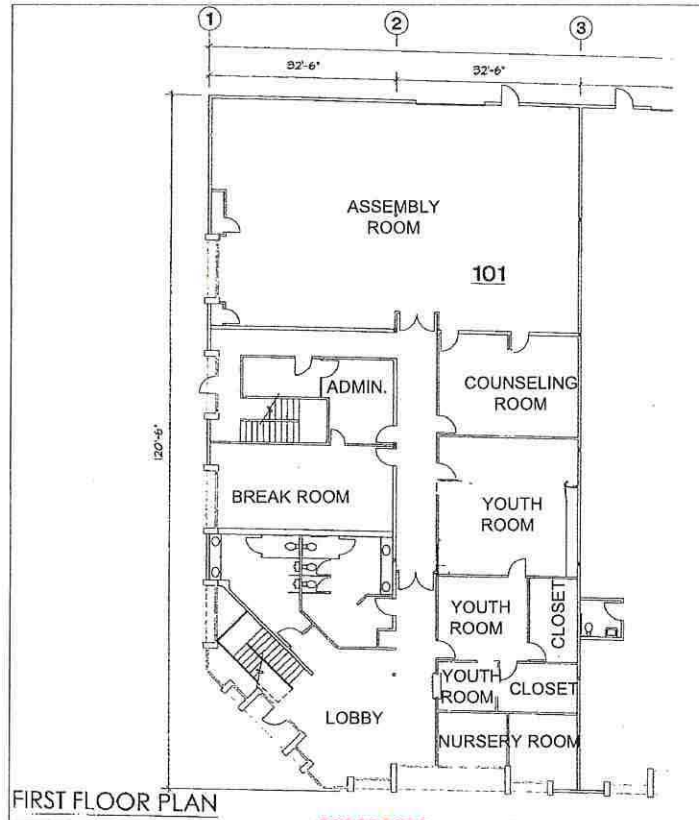 1
2
3
32'-6"
32'-6"
ASSEMBLY
ROOM
101
ADMIN.
COUNSELING
ROOM
120'-6"
BREAK ROOM
YOUTH
ROOM
YOUTH
ROOM
CLOSET
YOUTH
ROOM
CLOSET
LOBBY
NURSERY ROOM
FIRST FLOOR PLAN